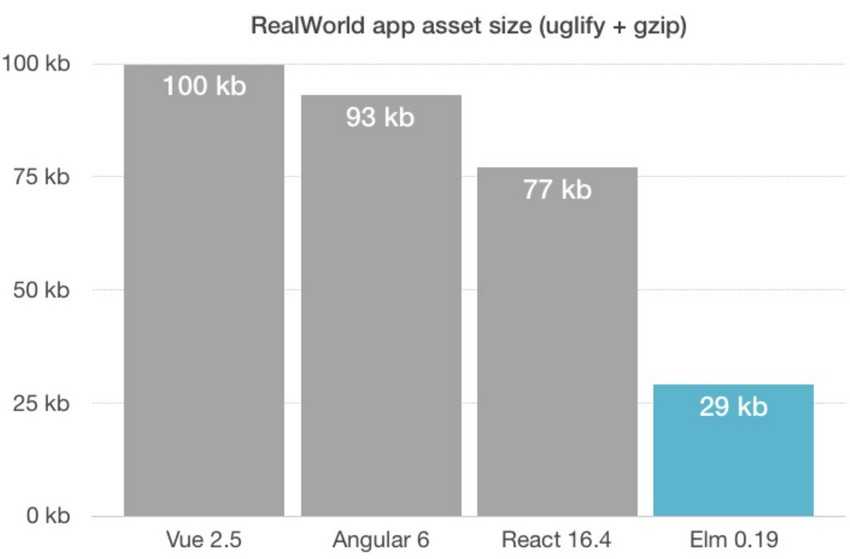 RealWorld app asset size (uglify + gzip)
100 kb
75 kb
50 kb
25 kb
0 kb
100 kb
93 kb
77 kb
29 kb
Vue 2.5
Angular 6
React 16.4
Elm 0.19